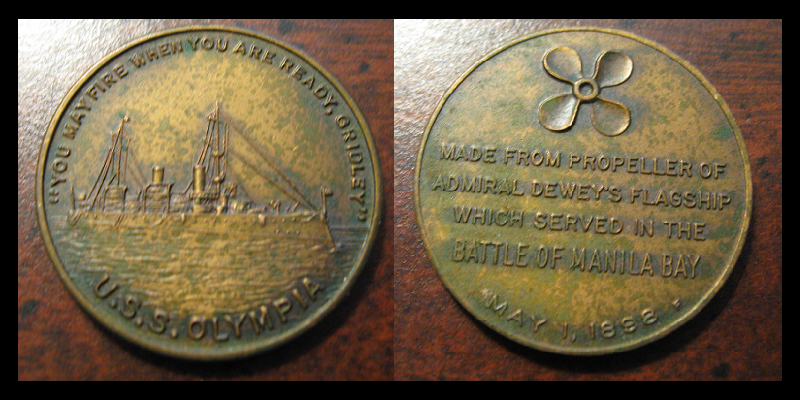 "YOU MAY FIRE WHEN YOU ARE READY, GRIDLEY"
U.S.S. OLYMPIA
MADE FROM PROPELLER OF
ADMIRAL DEWEY'S FLAGSHIP
WHICH SERVED IN THE
BATTLE OF MANILA BAY
MAY 1, 1898